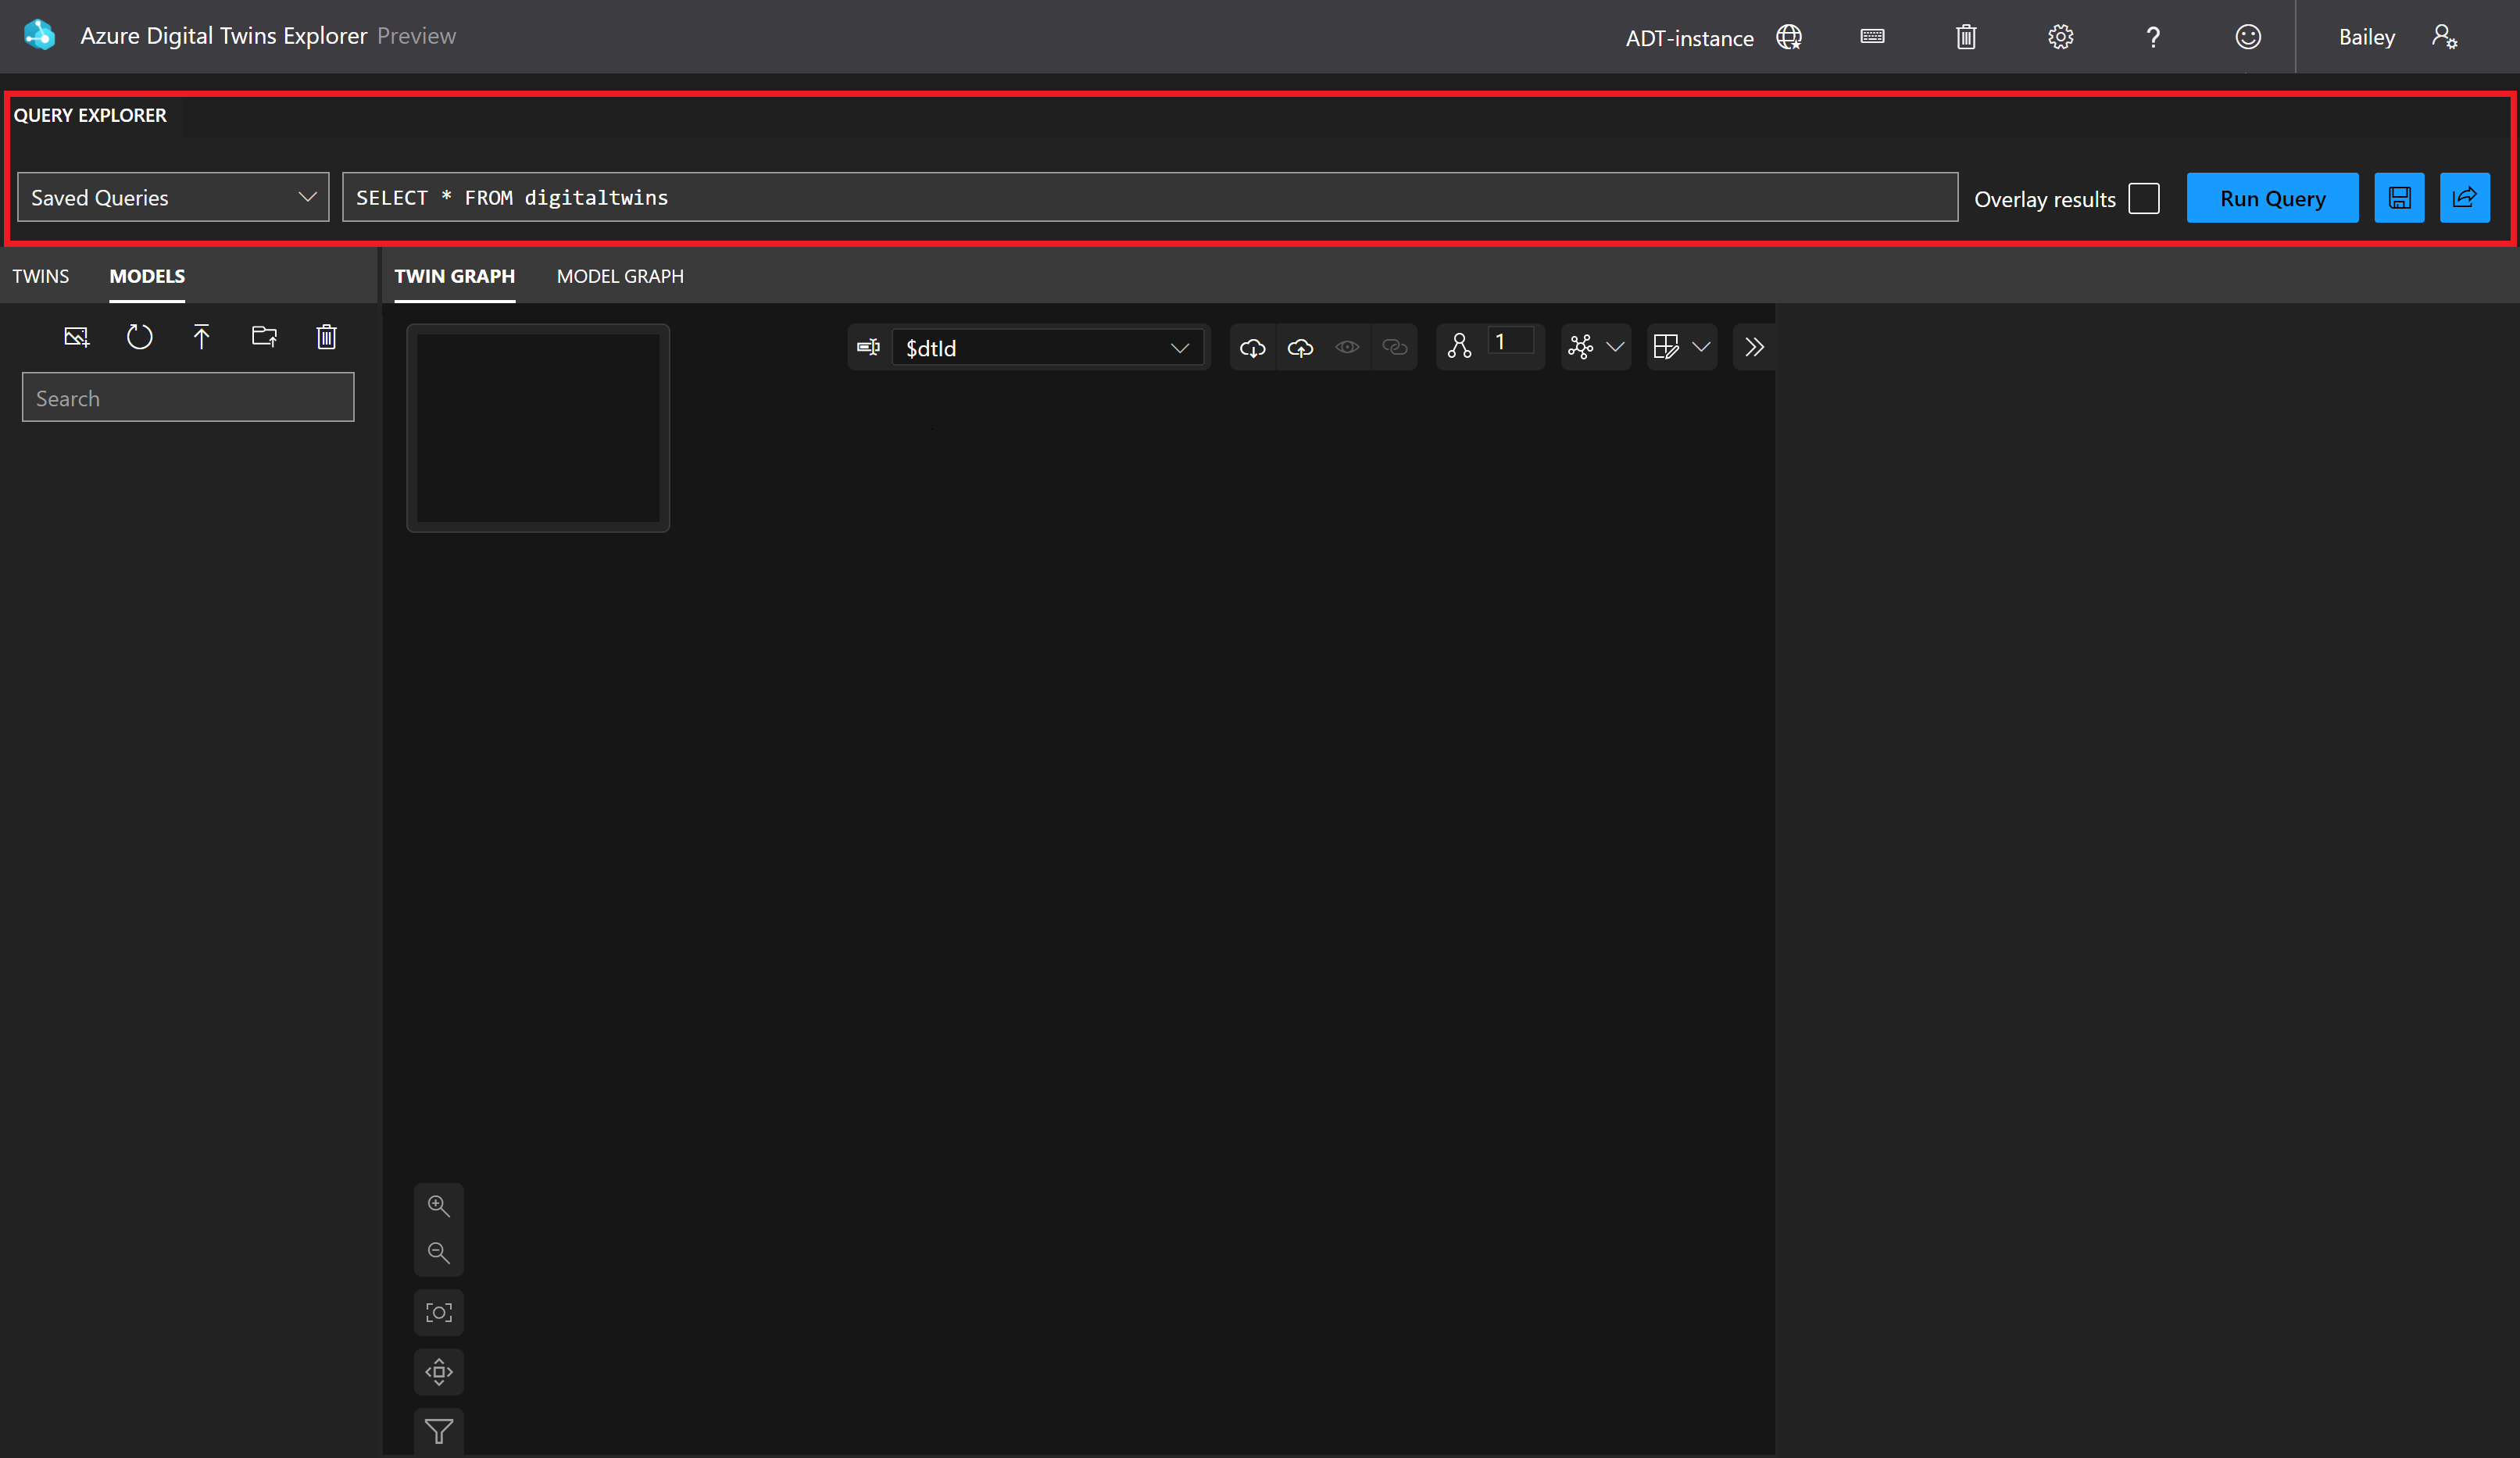 Azure Digital Twins Explorer Preview
ADT-instance
?
Bailey
QUERY EXPLORER
Saved Queries
SELECT * FROM digitaltwins
Overlay results
Run Query
TWINS
MODELS
TWIN GRAPH
MODEL GRAPH
Search
$dtId
1